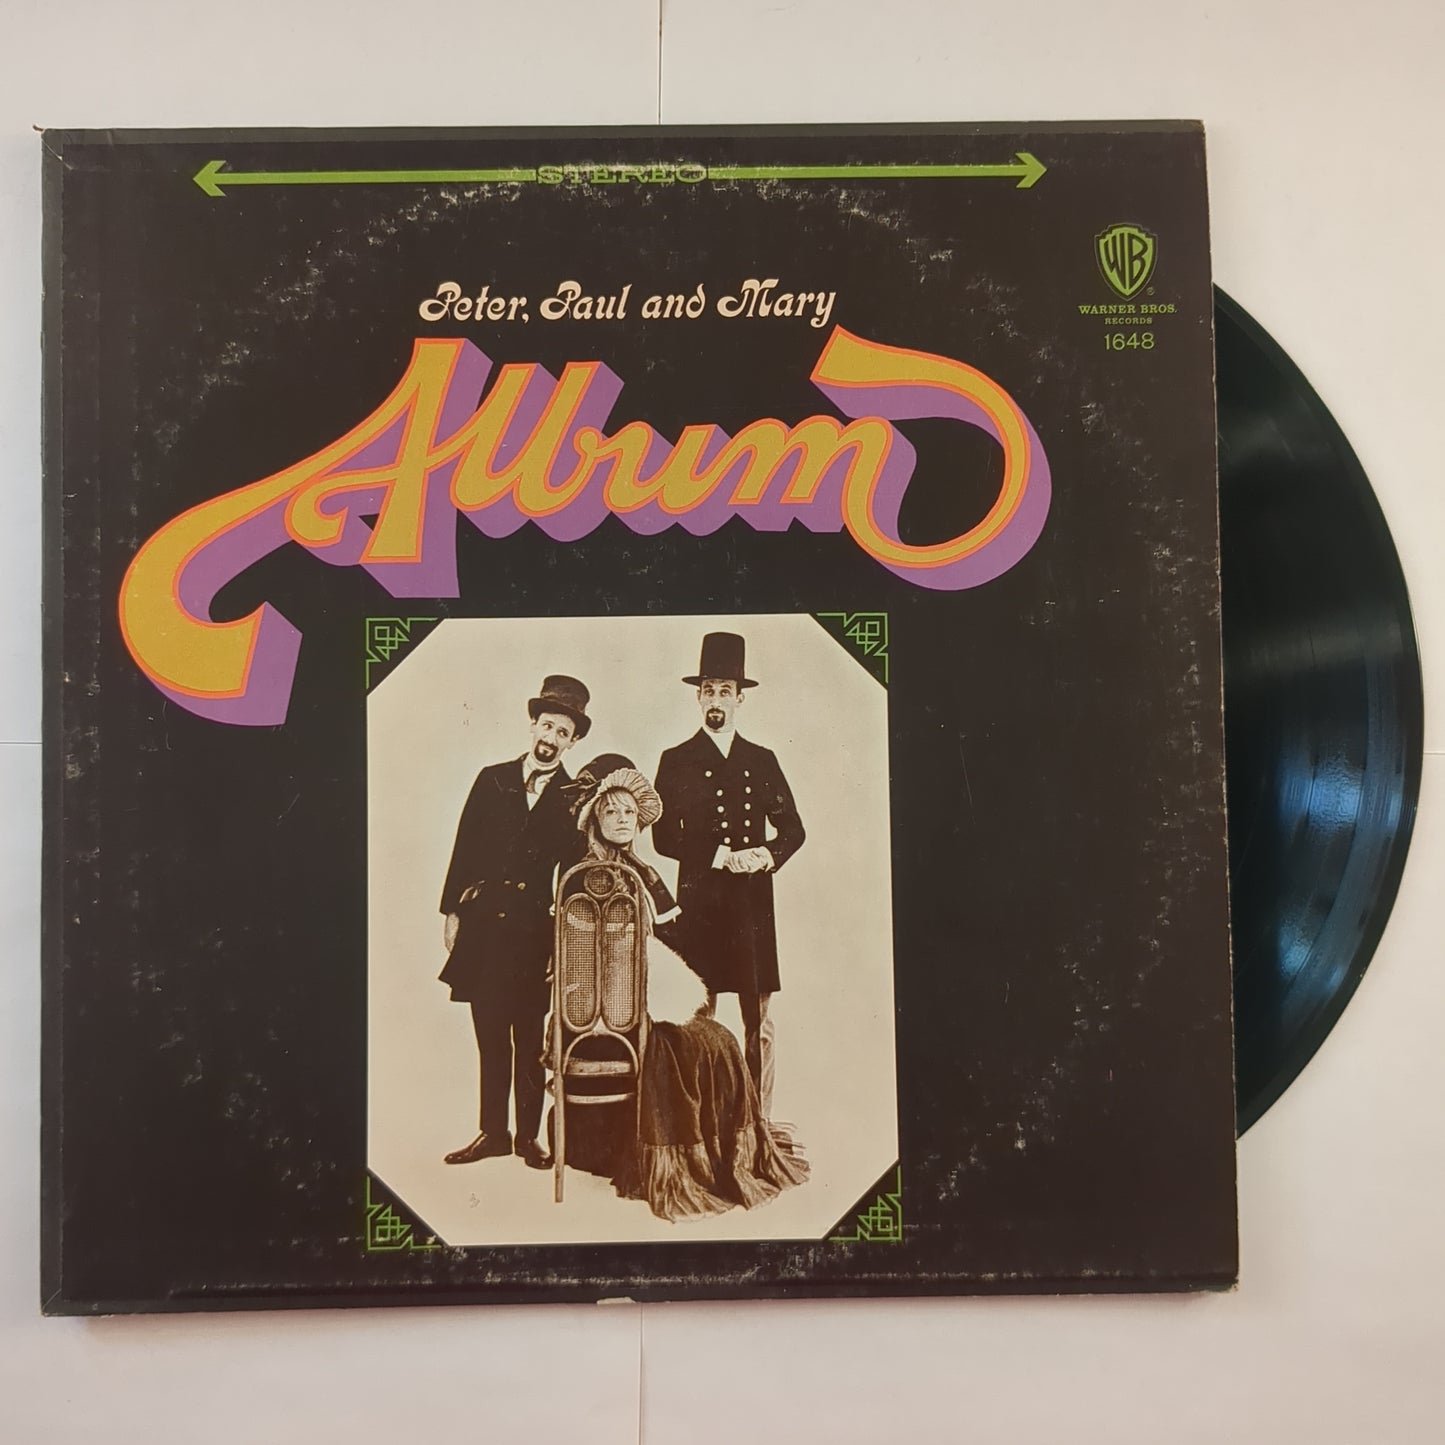 STEREO
Peter, Paul and Mary
Album
WB
®
WARNER BROS.
RECORDS
1648